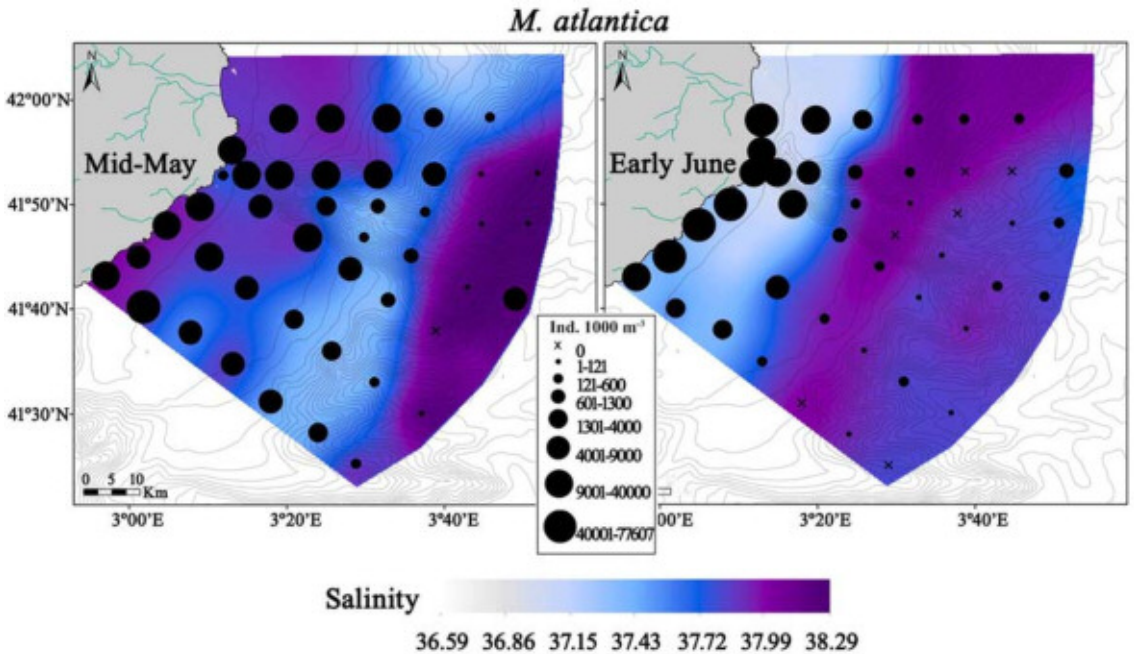 M. atlantica
N
N
42°00'N
Mid-May
Early June
41°50'N
41°40'N
Ind. 1000 m⁻³
0
1-121
121-600
601-1300
1301-4000
4001-9000
9001-40000
40001-77607
41°30'N
0 5 10
Km
3°00'E 3°20'E 3°40'E
00'E 3°20'E 3°40'E
Salinity
36.59 36.86 37.15 37.43 37.72 37.99 38.29